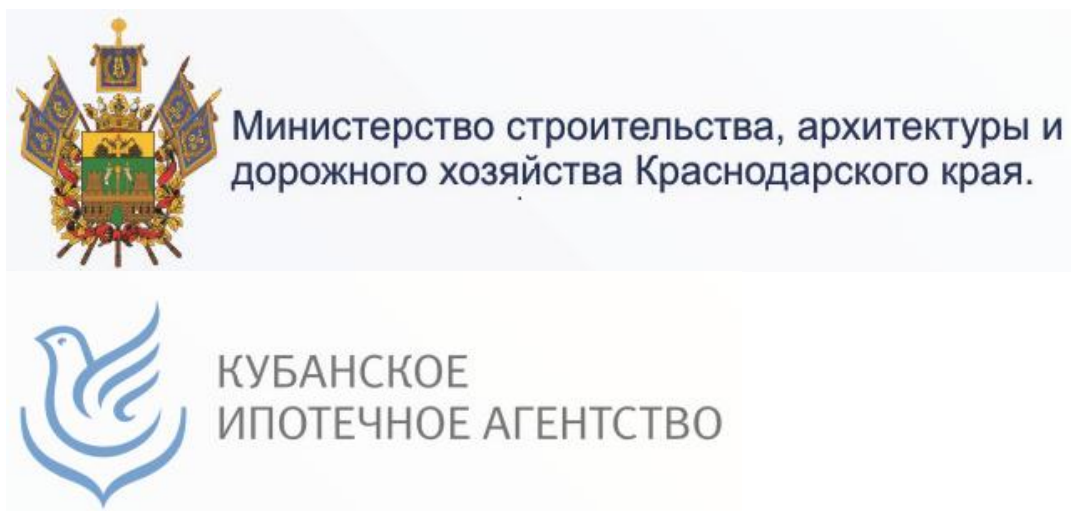 Министерство строительства, архитектуры и
дорожного хозяйства Краснодарского края.
КУБАНСКОЕ
ИПОТЕЧНОЕ АГЕНТСТВО